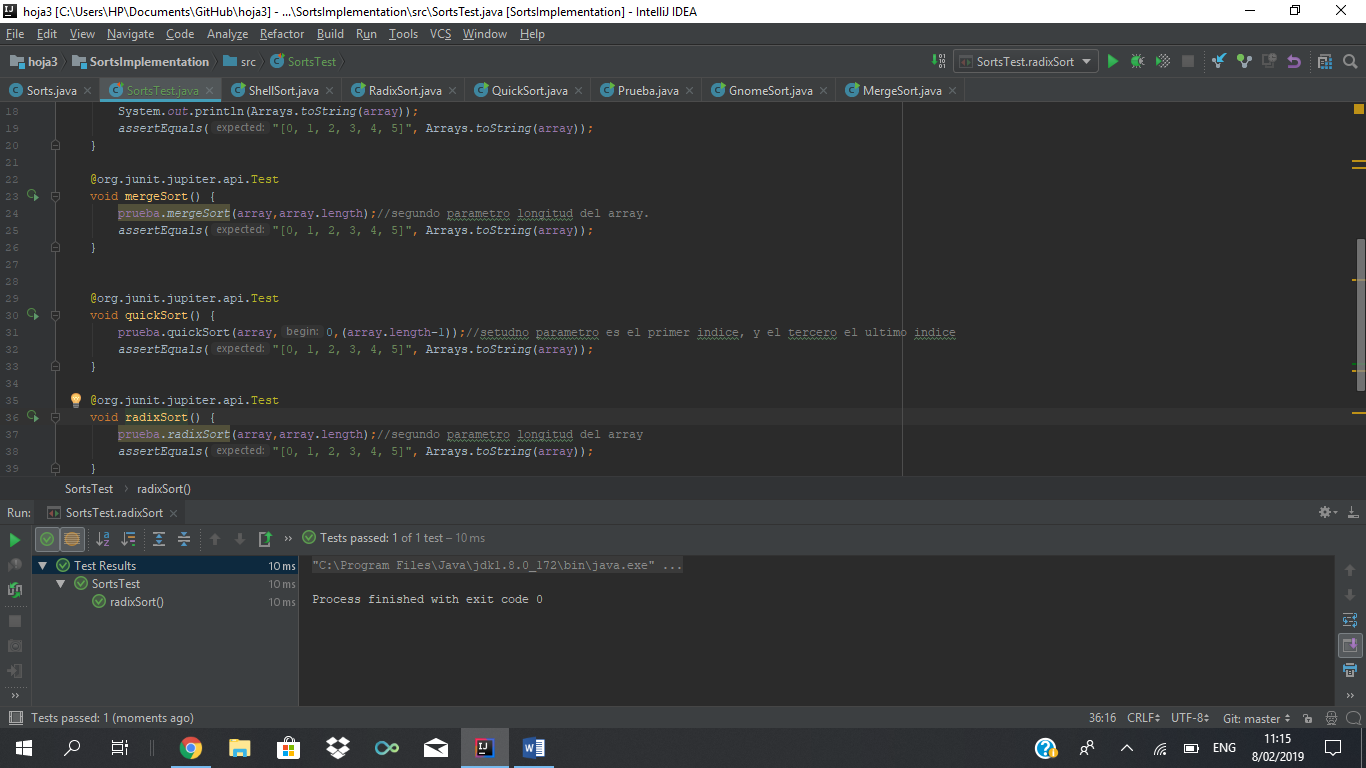 hoja3 [C:\Users\HP\Documents\GitHub\hoja3] - ...\SortsImplementation\src\SortsTest.java [SortsImplementation] - IntelliJ IDEA
File Edit View Navigate Code Analyze Refactor Build Run Tools VCS Window Help
hoja3 SortsImplementation src SortsTest SortsTest.radixSort
Sorts.java SortsTest.java ShellSort.java RadixSort.java QuickSort.java Prueba.java GnomeSort.java MergeSort.java
18 System.out.println(Arrays.toString(array));
19 assertEquals( expected: "[0, 1, 2, 3, 4, 5]", Arrays.toString(array));
20 }
21
22 @org.junit.jupiter.api.Test
23 void mergeSort() {
24 prueba.mergeSort(array,array.length);//segundo parametro longitud del array.
25 assertEquals( expected: "[0, 1, 2, 3, 4, 5]", Arrays.toString(array));
26 }
27
28
29 @org.junit.jupiter.api.Test
30 void quickSort() {
31 prueba.quickSort(array, begin: 0,(array.length-1));//setudno parametro es el primer indice, y el tercero el ultimo indice
32 assertEquals( expected: "[0, 1, 2, 3, 4, 5]", Arrays.toString(array));
33 }
34
35 @org.junit.jupiter.api.Test
36 void radixSort() {
37 prueba.radixSort(array,array.length);//segundo parametro longitud del array
38 assertEquals( expected: "[0, 1, 2, 3, 4, 5]", Arrays.toString(array));
39 }
SortsTest radixSort()
Run: SortsTest.radixSort
Tests passed: 1 of 1 test – 10 ms
Test Results 10 ms
SortsTest 10 ms
radixSort() 10 ms
"C:\Program Files\Java\jdk1.8.0_172\bin\java.exe" ...
Process finished with exit code 0
Tests passed: 1 (moments ago) 36:16 CRLF UTF-8 Git: master
ENG 11:15
8/02/2019